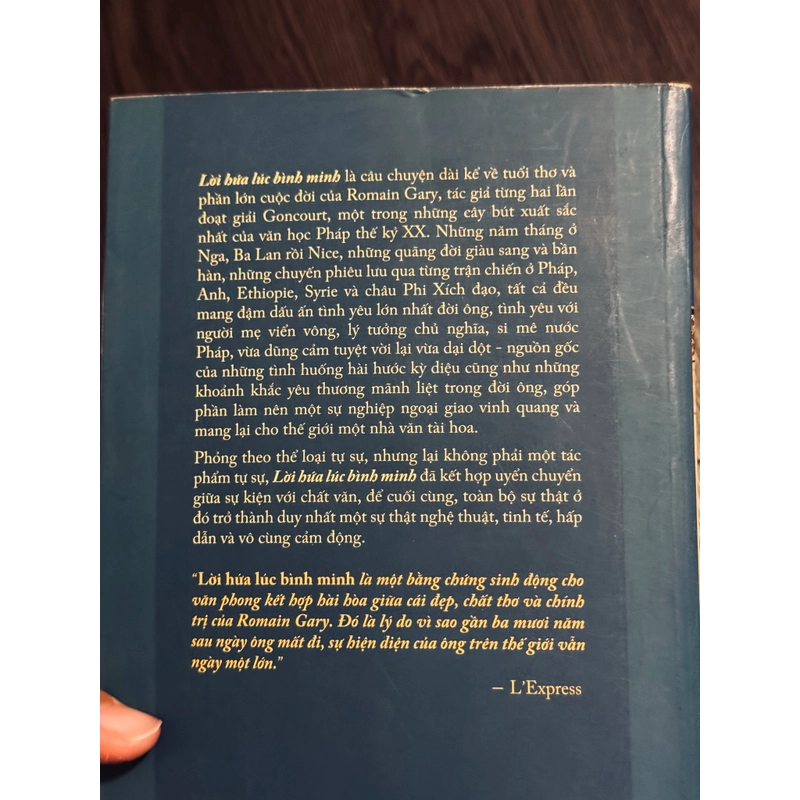 Lời hứa lúc bình minh là câu chuyện dài kể về tuổi thơ và
phần lớn cuộc đời của Romain Gary, tác giả từng hai lần
đoạt giải Goncourt, một trong những cây bút xuất sắc
nhất của văn học Pháp thế kỷ XX. Những năm tháng ở
Nga, Ba Lan rồi Nice, những quãng đời giàu sang và bần
hàn, những chuyến phiêu lưu qua từng trận chiến ở Pháp,
Anh, Ethiopie, Syrie và châu Phi Xích đạo, tất cả đều
mang đậm dấu ấn tình yêu lớn nhất đời ông, tình yêu với
người mẹ viển vông, lý tưởng chủ nghĩa, si mê nước
Pháp, vừa dũng cảm tuyệt vời lại vừa dại dột - nguồn gốc
của những tình huống hài hước kỳ diệu cũng như những
khoảnh khắc yêu thương mãnh liệt trong đời ông, góp
phần làm nên một sự nghiệp ngoại giao vinh quang và
mang lại cho thế giới một nhà văn tài hoa.
Phỏng theo thể loại tự sự, nhưng lại không phải một tác
phẩm tự sự, Lời hứa lúc bình minh đã kết hợp uyển chuyển
giữa sự kiện với chất văn, để cuối cùng, toàn bộ sự thật ở
đó trở thành duy nhất một sự thật nghệ thuật, tinh tế, hấp
dẫn và vô cùng cảm động.
"Lời hứa lúc bình minh là một bằng chứng sinh động cho
văn phong kết hợp hài hòa giữa cái đẹp, chất thơ và chính
trị của Romain Gary. Đó là lý do vì sao gần ba mươi năm
sau ngày ông mất đi, sự hiện diện của ông trên thế giới vẫn
ngày một lớn."
– L'Express